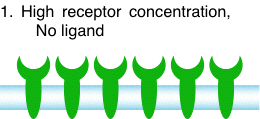 1. High receptor concentration,
No ligand